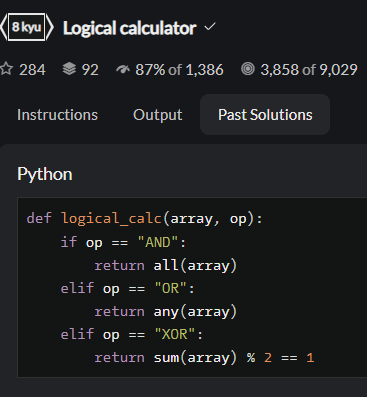 8 kyu Logical calculator
284 92 87% of 1,386 3,858 of 9,029
Instructions Output Past Solutions
Python
def logical_calc(array, op):
    if op == "AND":
        return all(array)
    elif op == "OR":
        return any(array)
    elif op == "XOR":
        return sum(array) % 2 == 1